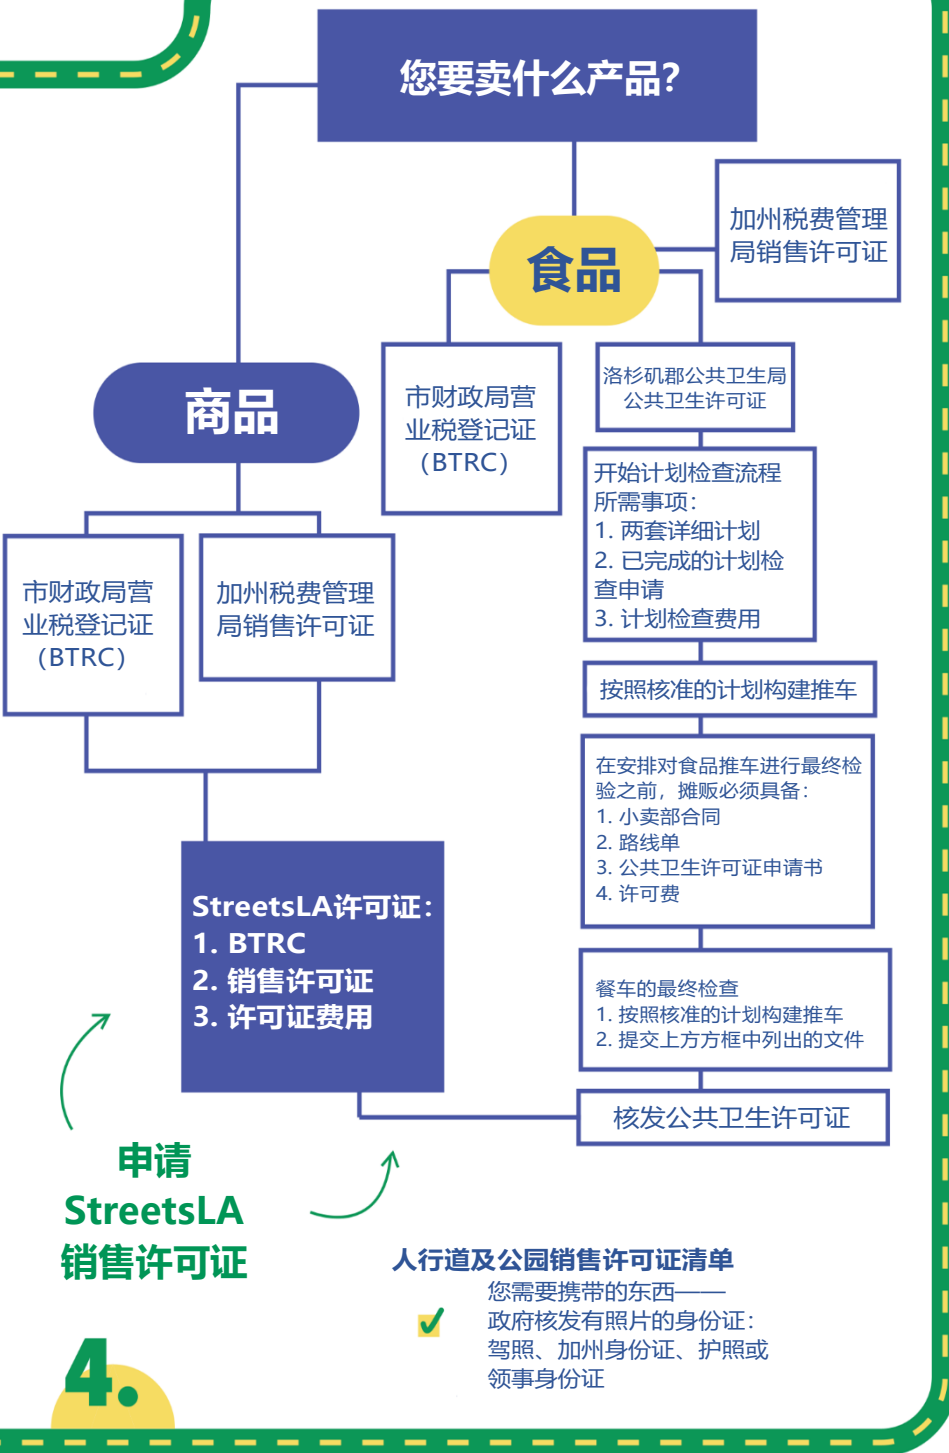 您要卖什么产品?
加州税费管理
局销售许可证
食品
市财政局营
业税登记证
（BTRC）
洛杉矶郡公共卫生局
公共卫生许可证
商品
开始计划检查流程
所需事项：
1. 两套详细计划
2. 已完成的计划检
查申请
3. 计划检查费用
市财政局营
业税登记证
（BTRC）
加州税费管理
局销售许可证
按照核准的计划构建推车
在安排对食品推车进行最终检
验之前，摊贩必须具备：
1. 小卖部合同
2. 路线单
3. 公共卫生许可证申请书
4. 许可费
StreetsLA许可证：
1. BTRC
2. 销售许可证
3. 许可证费用
餐车的最终检查
1. 按照核准的计划构建推车
2. 提交上方方框中列出的文件
核发公共卫生许可证
申请
StreetsLA
销售许可证
人行道及公园销售许可证清单
您需要携带的东西——
政府核发有照片的身份证：
驾照、加州身份证、护照或
领事身份证
4.